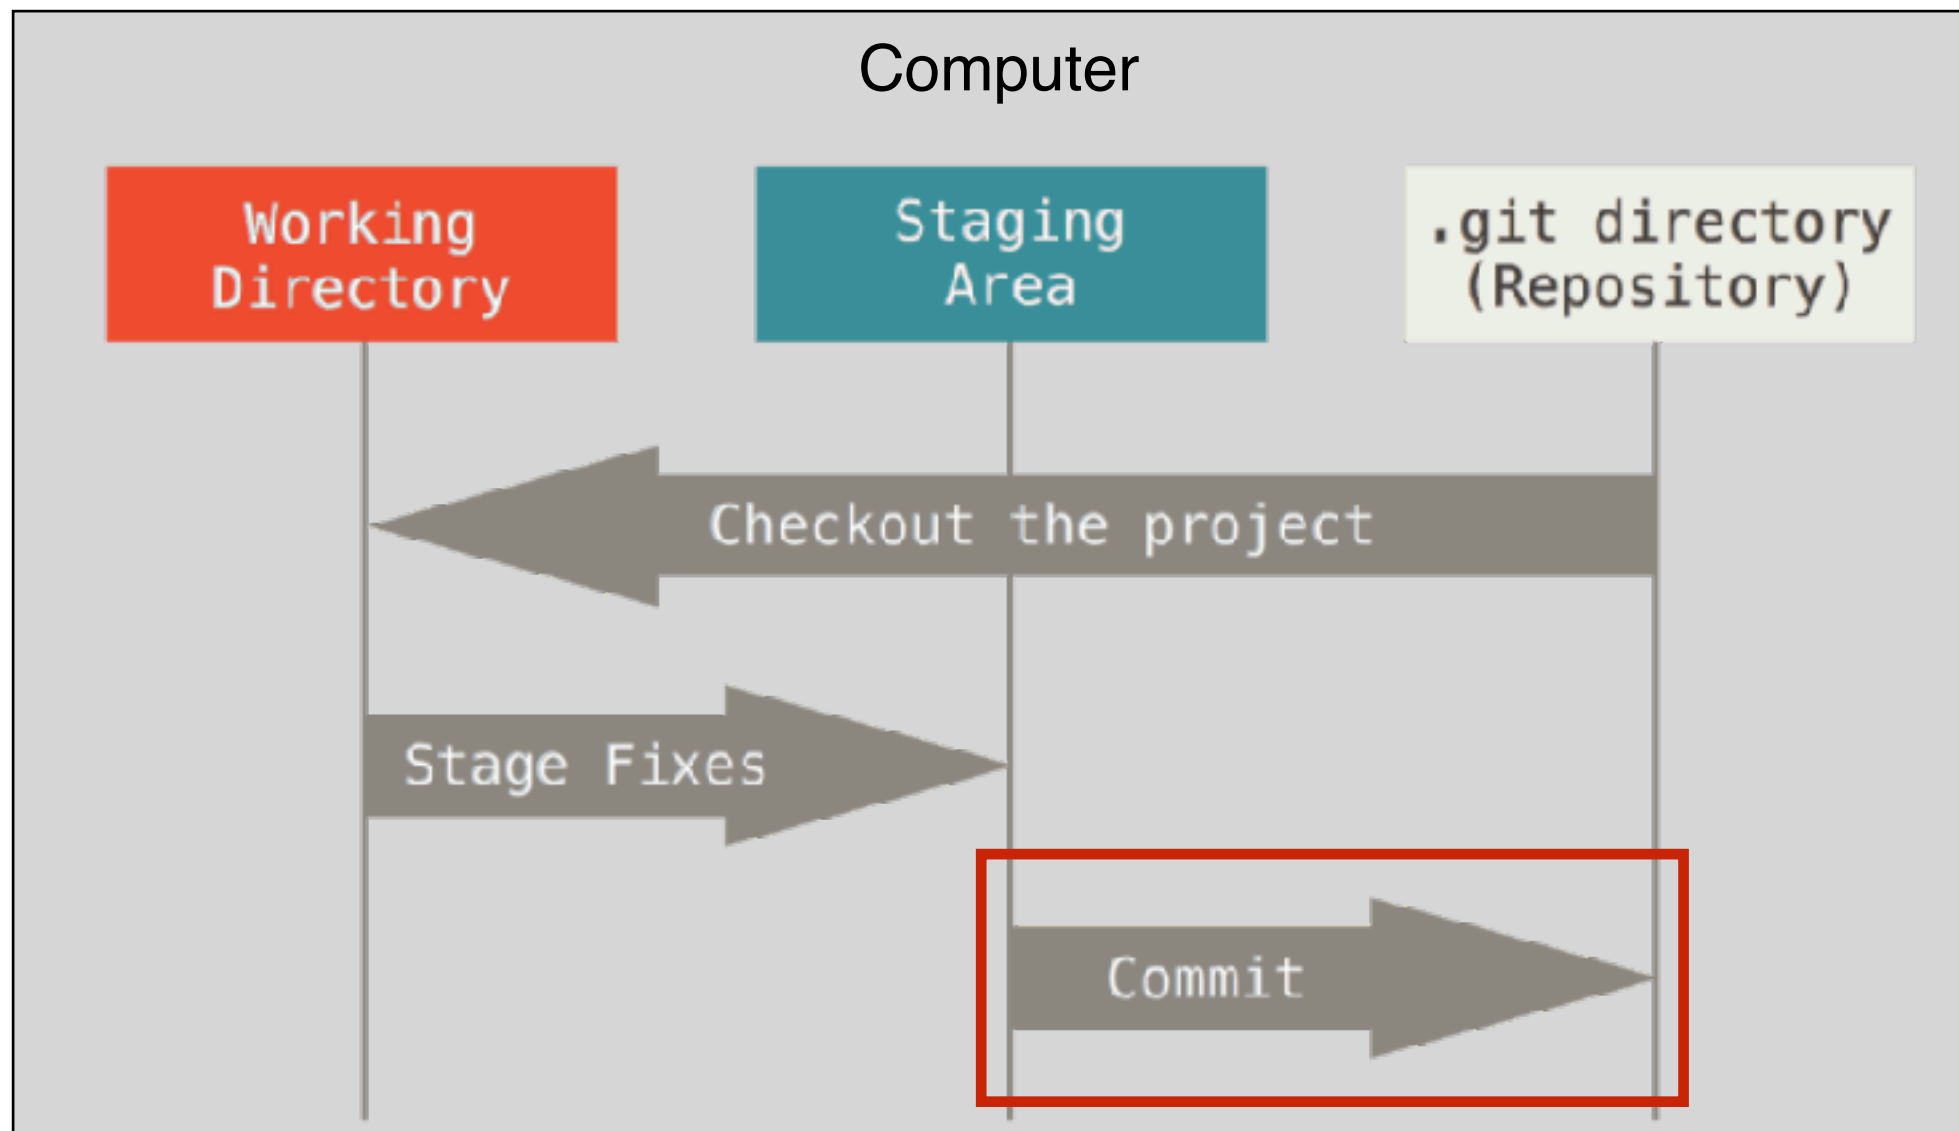 Computer
Working
Directory
Staging
Area
.git directory
(Repository)
Checkout the project
Stage Fixes
Commit